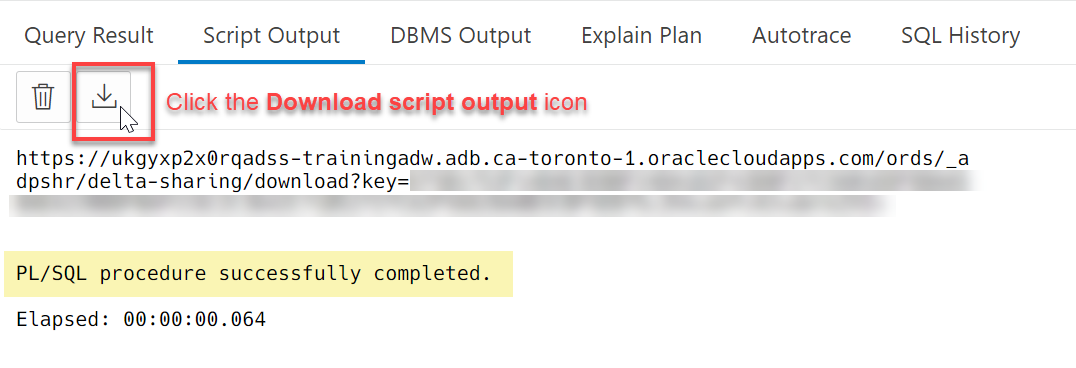 Query Result Script Output DBMS Output Explain Plan Autotrace SQL History
Click the Download script output icon
https://ukgyxp2x0rqadss-trainingadw.adb.ca-toronto-1.oraclecloudapps.com/ords/_a
dpshr/delta-sharing/download?key=
PL/SQL procedure successfully completed.
Elapsed: 00:00:00.064